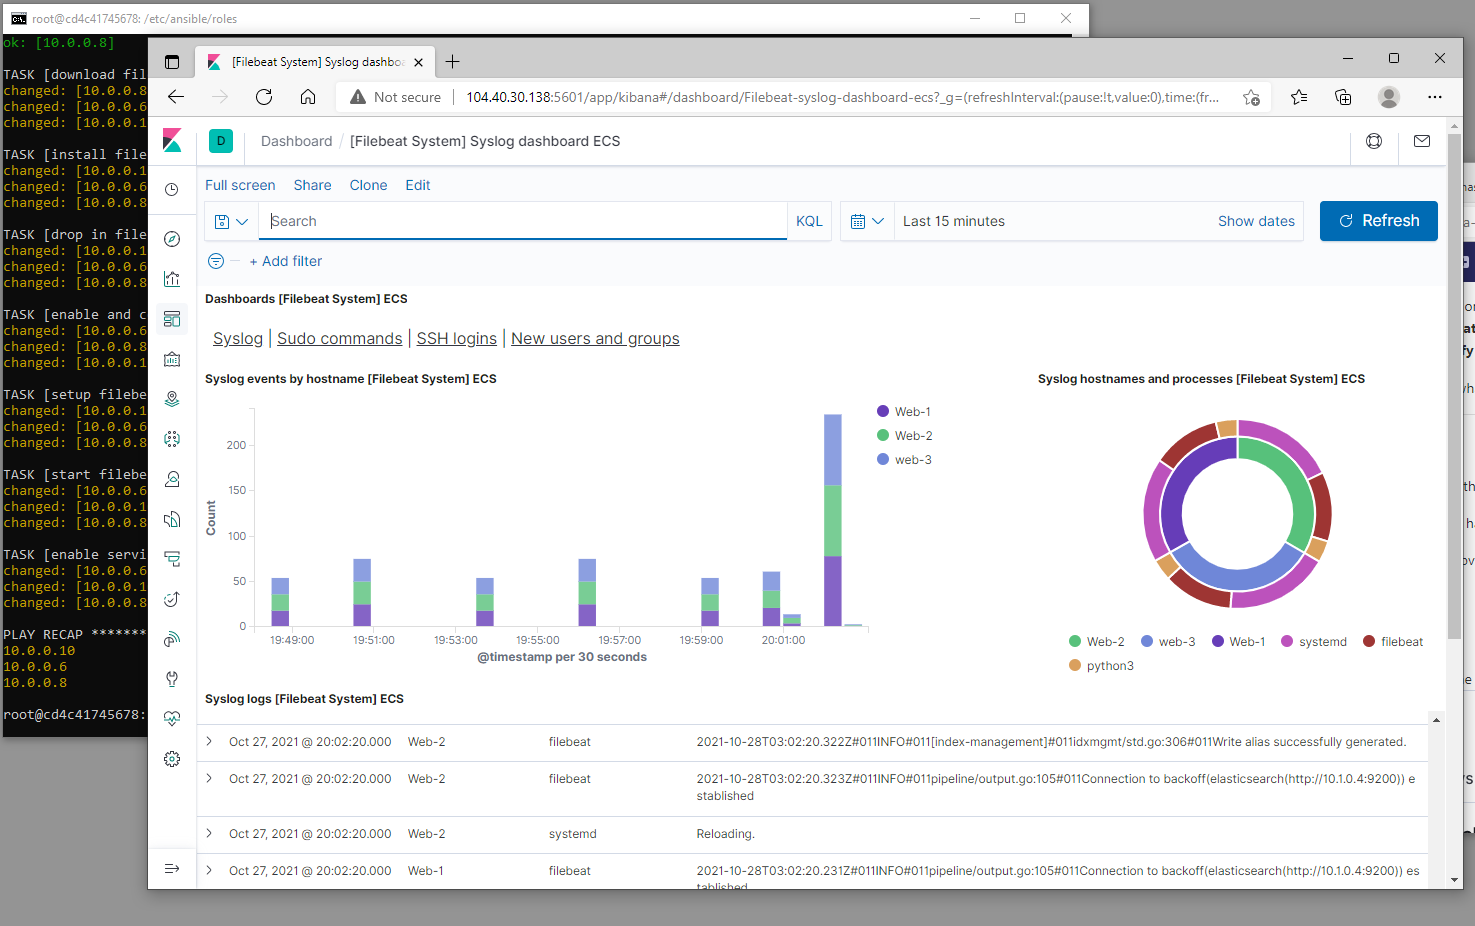 root@cd4c41745678: /etc/ansible/roles
ok: [10.0.0.8]
TASK [download fil
changed: [10.0.0.8
changed: [10.0.0.6
changed: [10.0.0.1
TASK [install file
changed: [10.0.0.1
changed: [10.0.0.6
changed: [10.0.0.8
TASK [drop in file
changed: [10.0.0.1
changed: [10.0.0.6
changed: [10.0.0.8
TASK [enable and c
changed: [10.0.0.6
changed: [10.0.0.8
changed: [10.0.0.1
TASK [setup filebe
changed: [10.0.0.1
changed: [10.0.0.6
changed: [10.0.0.8
TASK [start filebe
changed: [10.0.0.6
changed: [10.0.0.1
changed: [10.0.0.8
TASK [enable servi
changed: [10.0.0.6
changed: [10.0.0.1
changed: [10.0.0.8
PLAY RECAP *******
10.0.0.10
10.0.0.6
10.0.0.8
root@cd4c41745678:
[Filebeat System] Syslog dashbo
Not secure
104.40.30.138:5601/app/kibana#/dashboard/Filebeat-syslog-dashboard-ecs?_g=(refreshInterval:(pause:!t,value:0),time:(fr...
D
Dashboard / [Filebeat System] Syslog dashboard ECS
Full screen Share Clone Edit
Search
KQL
Last 15 minutes
Show dates
Refresh
+ Add filter
Dashboards [Filebeat System] ECS
Syslog | Sudo commands | SSH logins | New users and groups
Syslog events by hostname [Filebeat System] ECS
Count
200
150
100
50
0
19:49:00 19:51:00 19:53:00 19:55:00 19:57:00 19:59:00 20:01:00
@timestamp per 30 seconds
Web-1
Web-2
web-3
Syslog hostnames and processes [Filebeat System] ECS
Web-2 web-3 Web-1 systemd filebeat
python3
Syslog logs [Filebeat System] ECS
Oct 27, 2021 @ 20:02:20.000 Web-2 filebeat 2021-10-28T03:02:20.322Z#011INFO#011[index-management]#011idxmgmt/std.go:306#011Write alias successfully generated.
Oct 27, 2021 @ 20:02:20.000 Web-2 filebeat 2021-10-28T03:02:20.323Z#011INFO#011pipeline/output.go:105#011Connection to backoff(elasticsearch(http://10.1.0.4:9200)) e
stablished
Oct 27, 2021 @ 20:02:20.000 Web-2 systemd Reloading.
Oct 27, 2021 @ 20:02:20.000 Web-1 filebeat 2021-10-28T03:02:20.231Z#011INFO#011pipeline/output.go:105#011Connection to backoff(elasticsearch(http://10.1.0.4:9200)) es
tablished